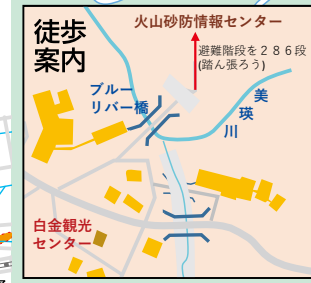 徒歩
案内
火山砂防情報センター
避難階段を２８６段
(踏ん張ろう)
ブルー
リバー橋
美
瑛
川
白金観光
センター